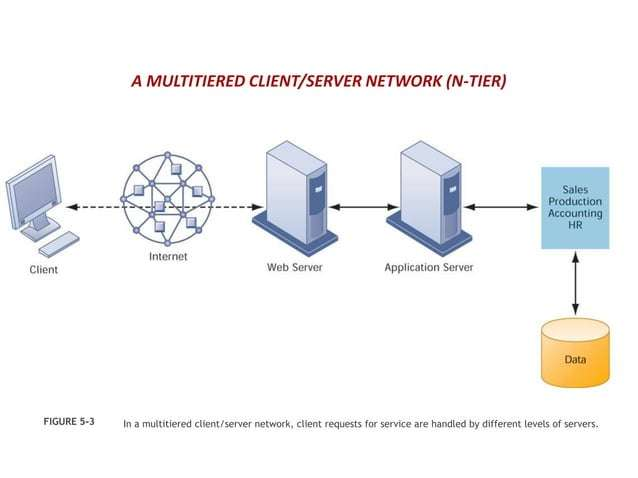 A MULTITIERED CLIENT/SERVER NETWORK (N-TIER)
Client
Internet
Web Server
Application Server
Sales
Production
Accounting
HR
Data
FIGURE 5-3
In a multitiered client/server network, client requests for service are handled by different levels of servers.